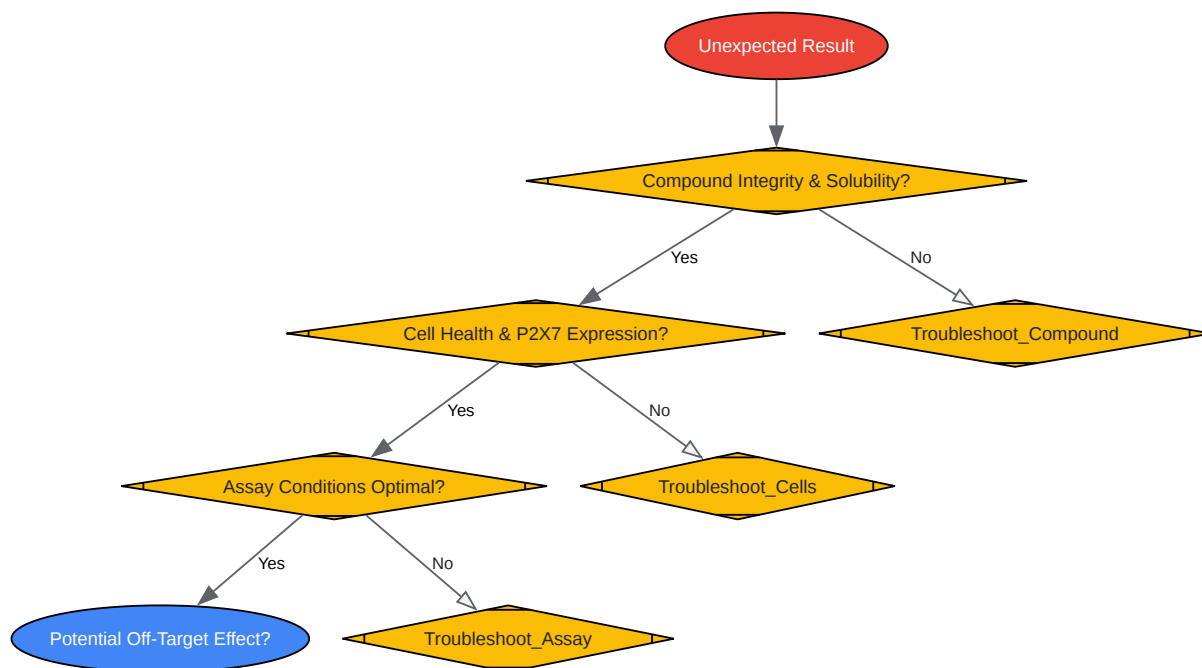 Unexpected Result
Compound Integrity & Solubility?
Yes
No
Cell Health & P2X7 Expression?
Troubleshoot_Compound
Yes
No
Assay Conditions Optimal?
Troubleshoot_Cells
Yes
No
Potential Off-Target Effect?
Troubleshoot_Assay